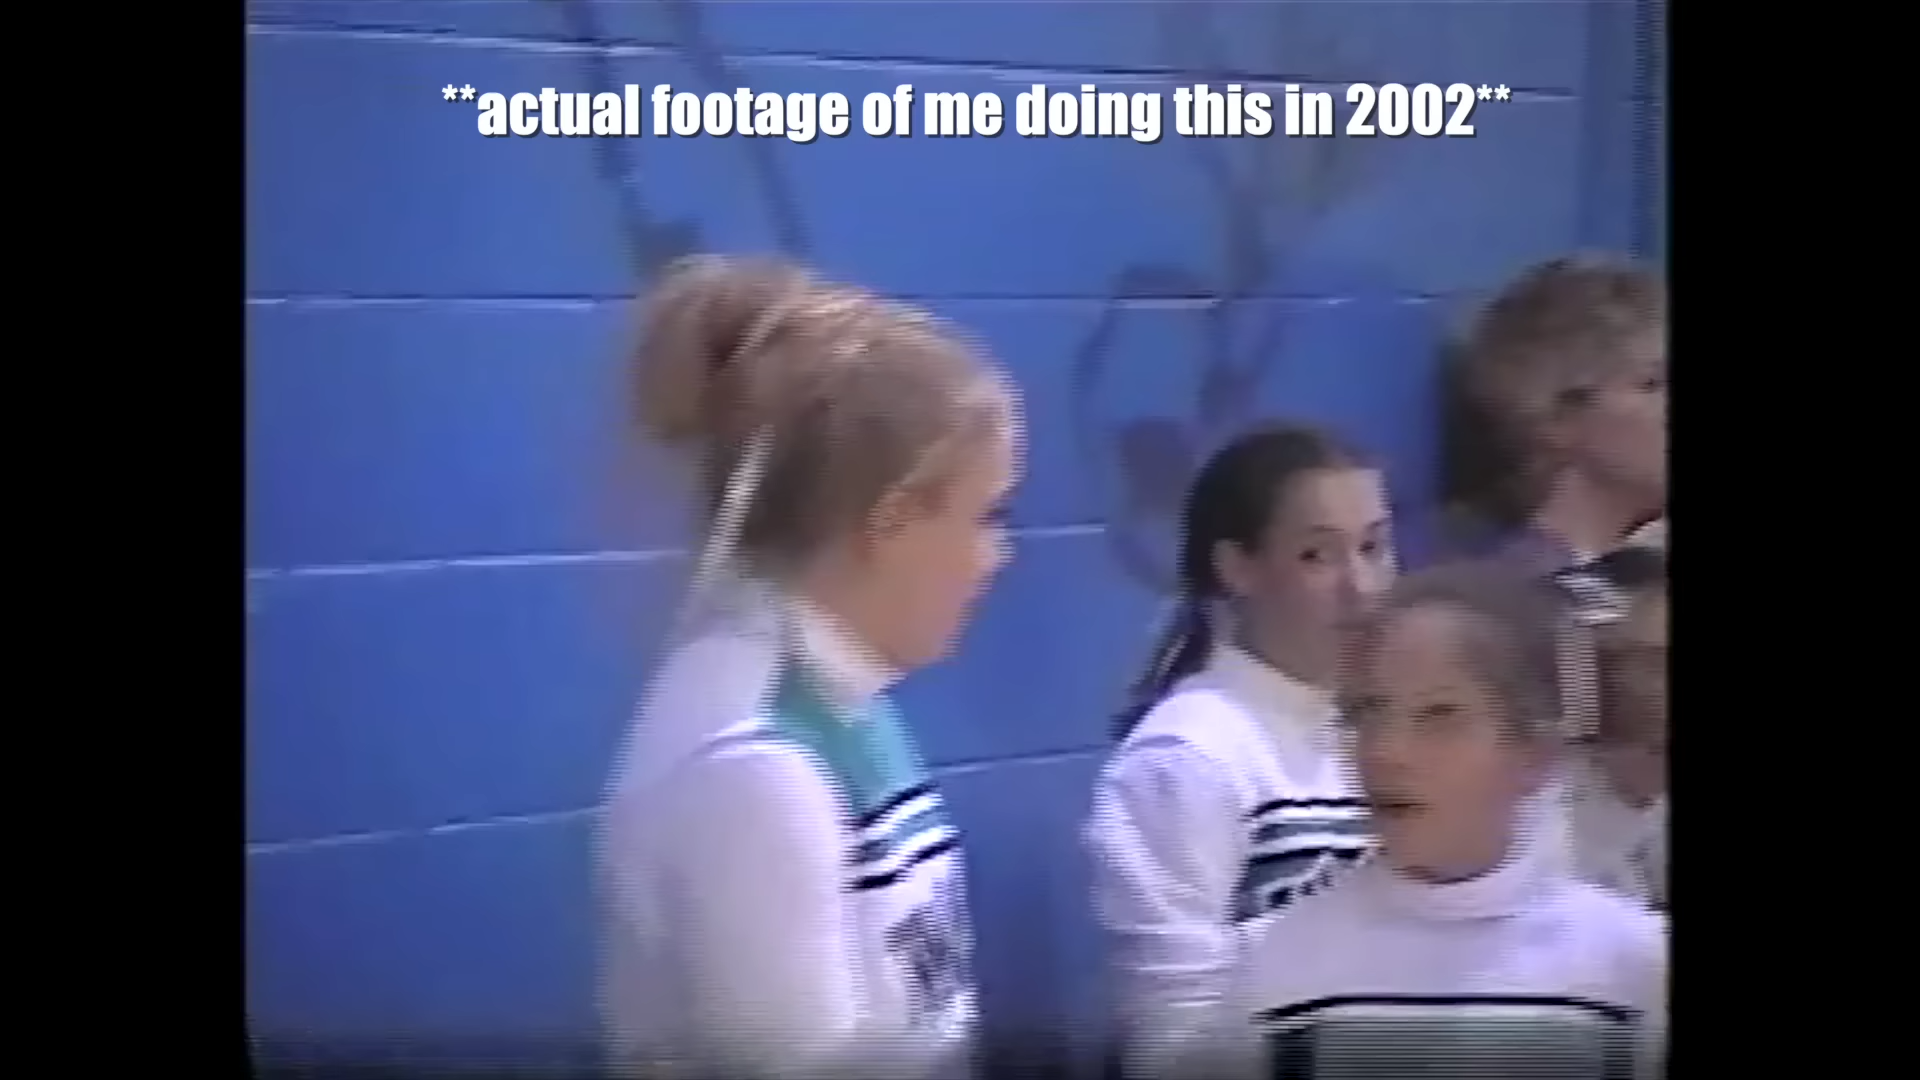 **actual footage of me doing this in 2002**